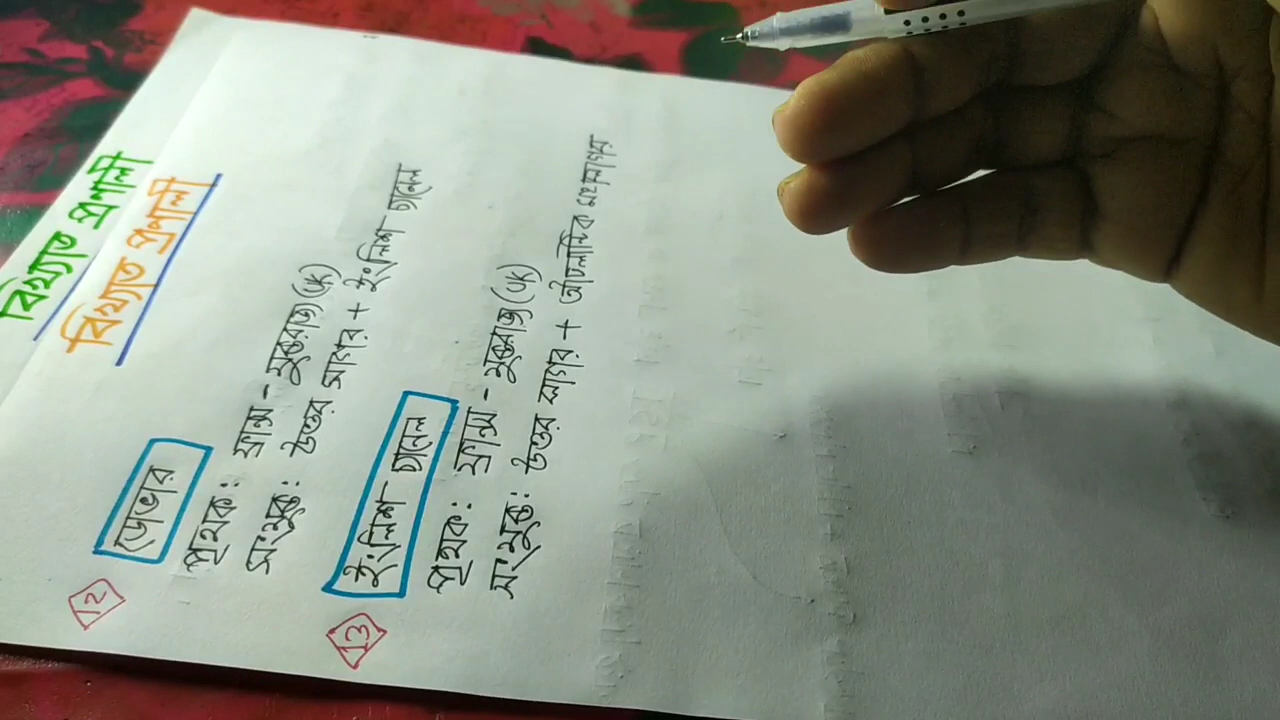 বিখ্যাত প্রণালী
বিখ্যাত প্রণালী
12 ডোভার
পৃথক: ফ্রান্স - যুক্তরাজ্য (UK)
সংযুক্ত: উত্তর সাগর + ইংলিশ চ্যানেল
13 ইংলিশ চ্যানেল
পৃথক: ফ্রান্স - যুক্তরাজ্য (UK)
সংযুক্ত: উত্তর সাগর + আটলান্টিক মহাসাগর